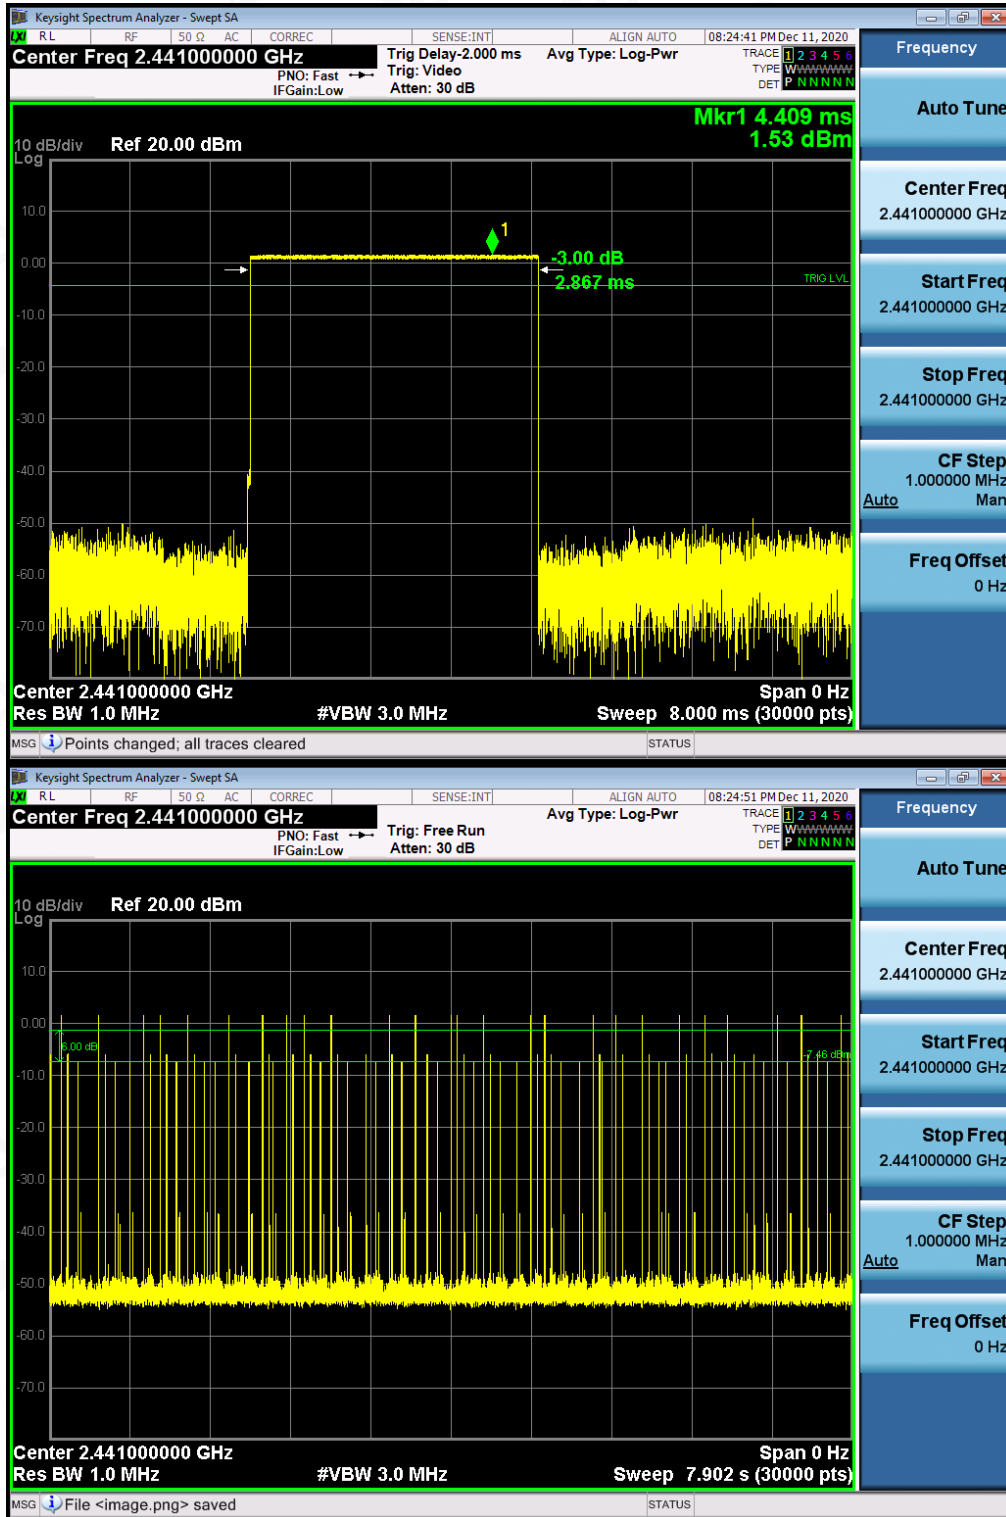 Keysight Spectrum Analyzer - Swept SA
LXI RL RF 50 Ω AC CORREC SENSE:INT ALIGN AUTO 08:24:41 PM Dec 11, 2020
Center Freq 2.441000000 GHz
PNO: Fast
IFGain:Low
Trig Delay-2.000 ms
Trig: Video
Atten: 30 dB
Avg Type: Log-Pwr
TRACE 1 2 3 4 5 6
TYPE WWWWWW
DET P N N N N N
Mkr1 4.409 ms
1.53 dBm
10 dB/div Ref 20.00 dBm
Log
10.0
0.00
-10.0
-20.0
-30.0
-40.0
-50.0
-60.0
-70.0
1
-3.00 dB
2.867 ms
TRIG LVL
Center 2.441000000 GHz Span 0 Hz
Res BW 1.0 MHz #VBW 3.0 MHz Sweep 8.000 ms (30000 pts)
MSG Points changed; all traces cleared STATUS
Frequency
Auto Tune
Center Freq
2.441000000 GHz
Start Freq
2.441000000 GHz
Stop Freq
2.441000000 GHz
CF Step
1.000000 MHz
Auto Man
Freq Offset
0 Hz
Keysight Spectrum Analyzer - Swept SA
LXI RL RF 50 Ω AC CORREC SENSE:INT ALIGN AUTO 08:24:51 PM Dec 11, 2020
Center Freq 2.441000000 GHz
PNO: Fast
IFGain:Low
Trig: Free Run
Atten: 30 dB
Avg Type: Log-Pwr
TRACE 1 2 3 4 5 6
TYPE WWWWWW
DET P N N N N N
10 dB/div Ref 20.00 dBm
Log
10.0
0.00
-10.0
-20.0
-30.0
-40.0
-50.0
-60.0
-70.0
6.00 dB
-7.46 dBm
Center 2.441000000 GHz Span 0 Hz
Res BW 1.0 MHz #VBW 3.0 MHz Sweep 7.902 s (30000 pts)
MSG File <image.png> saved STATUS
Frequency
Auto Tune
Center Freq
2.441000000 GHz
Start Freq
2.441000000 GHz
Stop Freq
2.441000000 GHz
CF Step
1.000000 MHz
Auto Man
Freq Offset
0 Hz